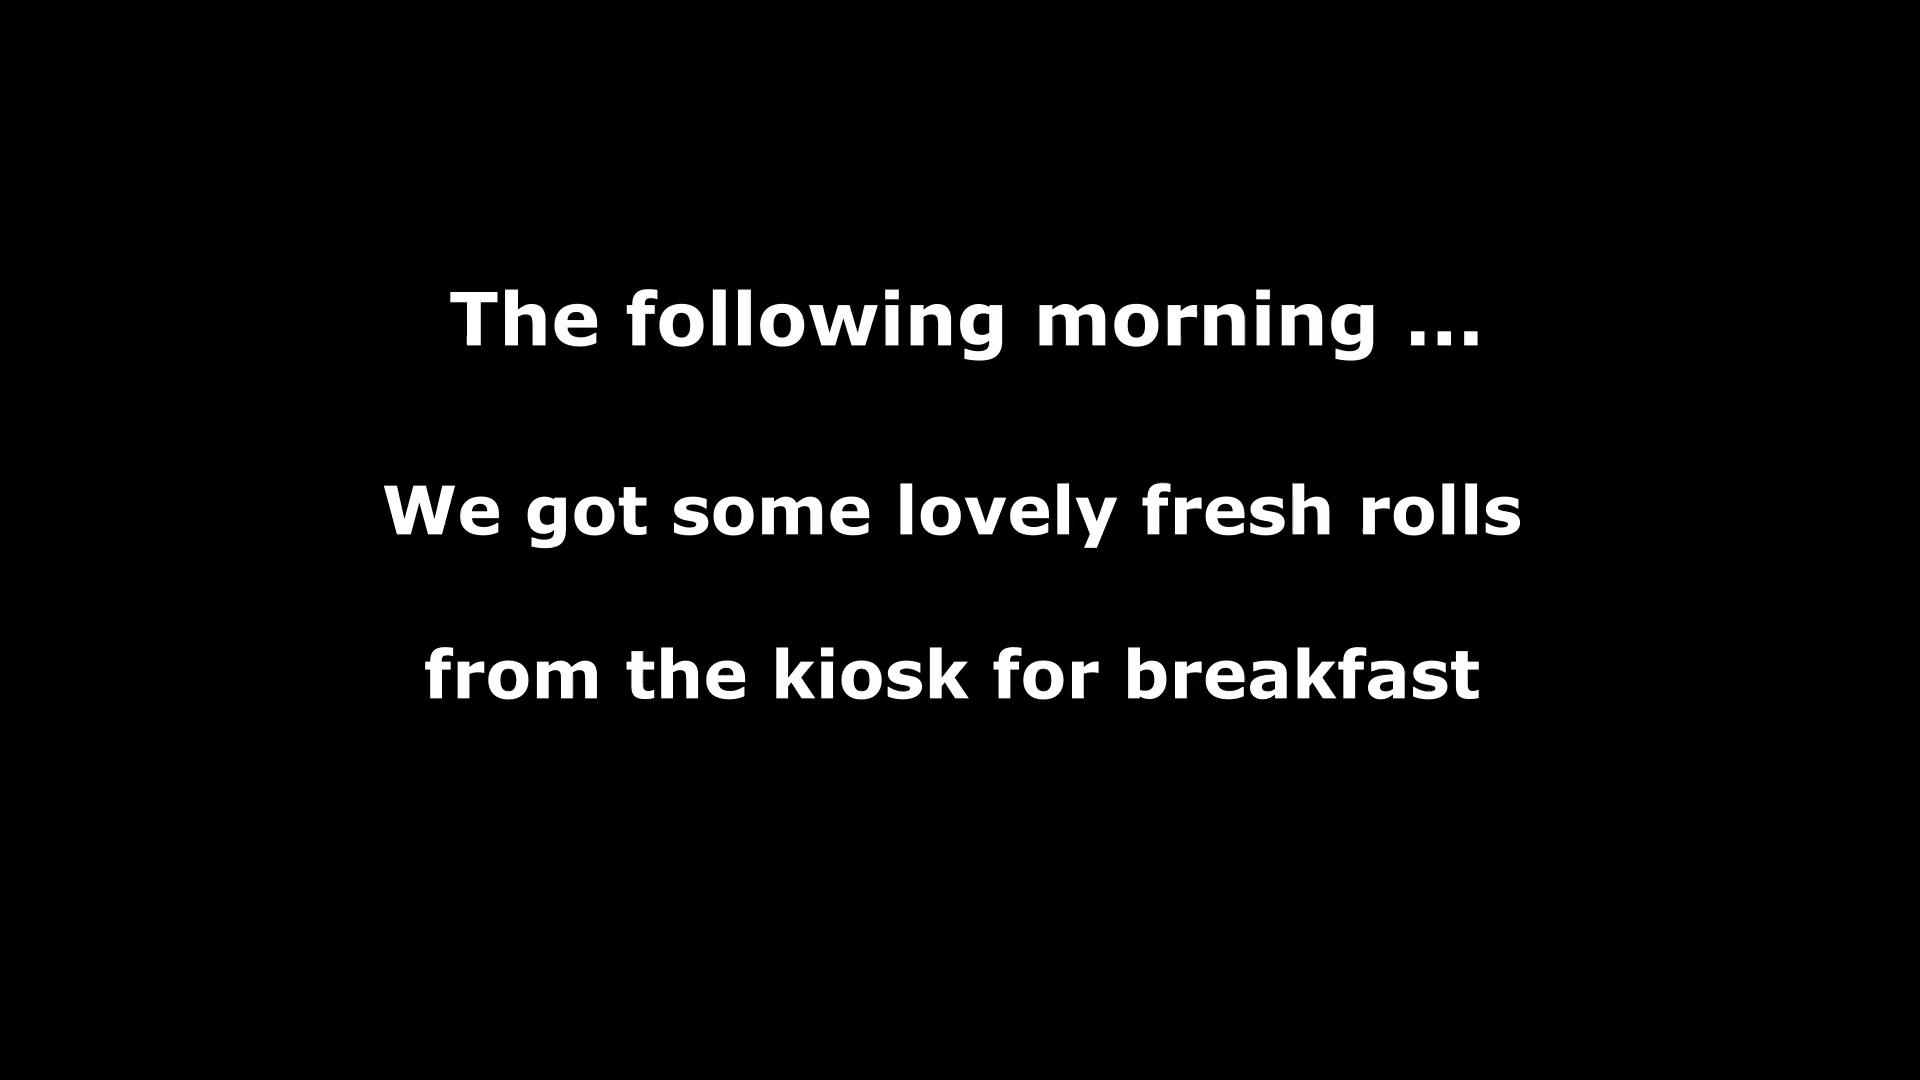 The following morning ...
We got some lovely fresh rolls
from the kiosk for breakfast